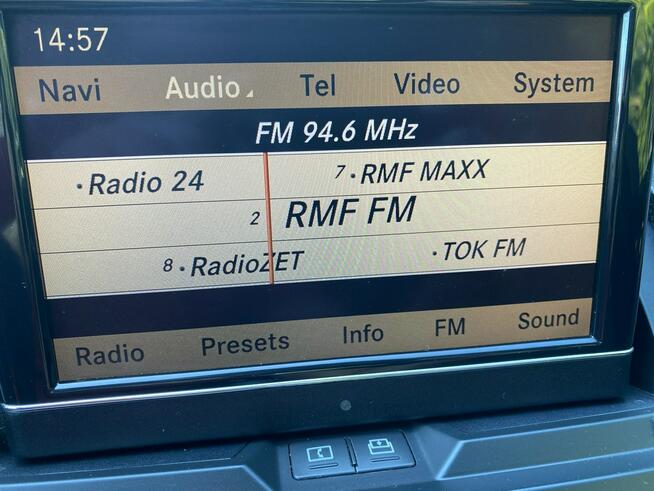 14:57
Navi Audio Tel Video System
FM 94.6 MHz
•Radio 24 7 •RMF MAXX
2 RMF FM
8 •RadioZET •TOK FM
Radio Presets Info FM Sound